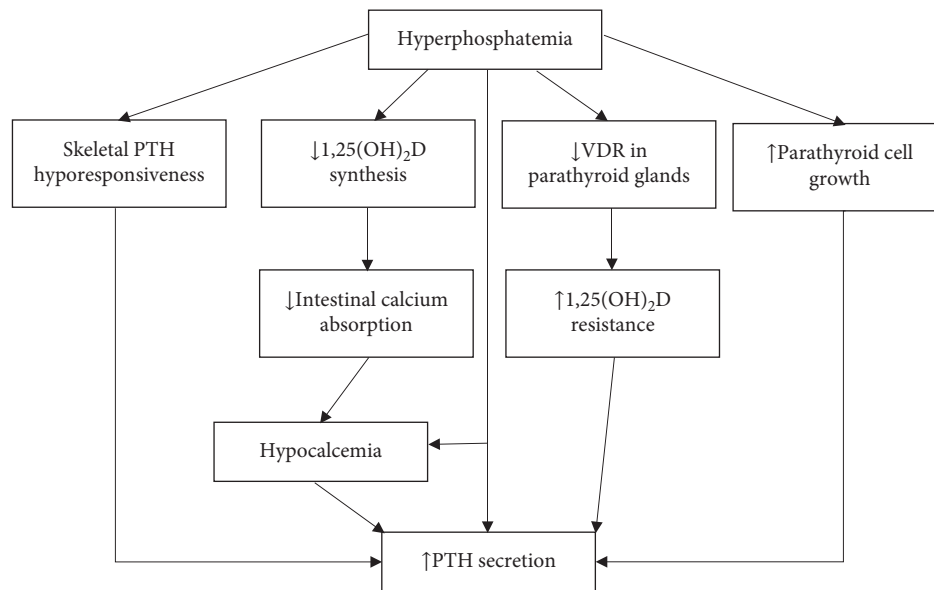 Hyperphosphatemia
Skeletal PTH
hyporesponsiveness
↓1,25(OH)₂D
synthesis
↓VDR in
parathyroid glands
↑Parathyroid cell
growth
↓Intestinal calcium
absorption
↑1,25(OH)₂D
resistance
Hypocalcemia
↑PTH secretion